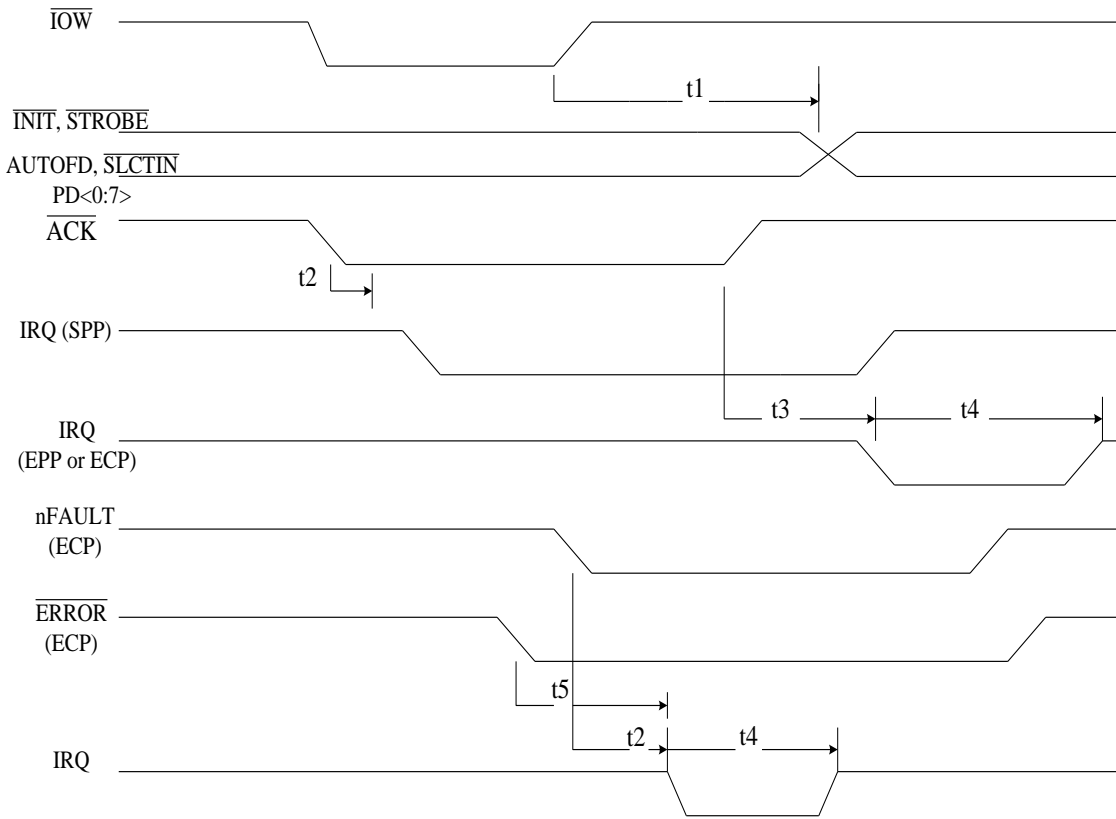 IOW
t1
INIT, STROBE
AUTOFD, SLCTIN
PD<0:7>
ACK
t2
IRQ (SPP)
t3
t4
IRQ
(EPP or ECP)
nFAULT
(ECP)
ERROR
(ECP)
t5
t2
t4
IRQ